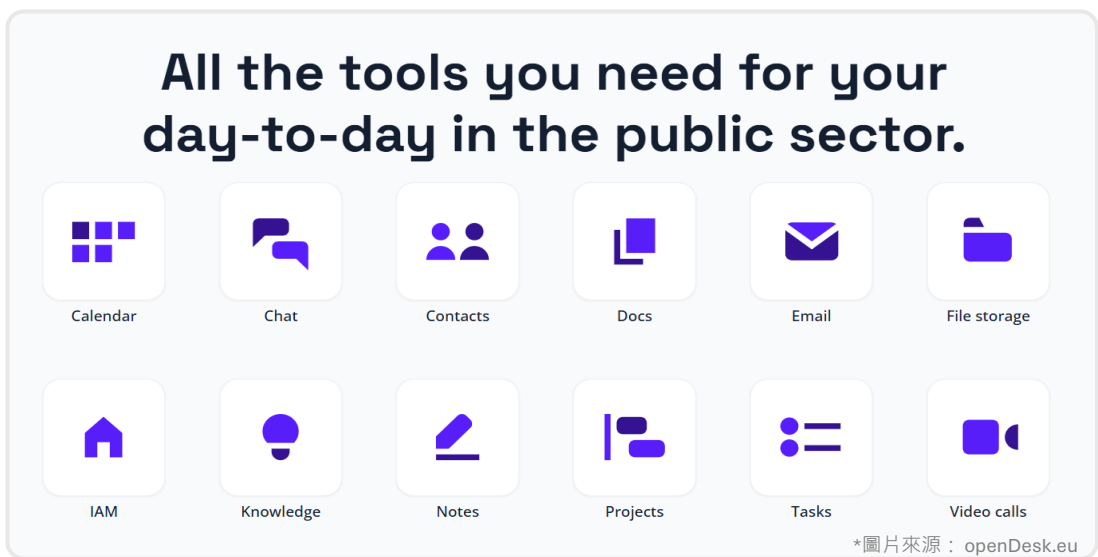 All the tools you need for your
day-to-day in the public sector.
Calendar
Chat
Contacts
Docs
Email
File storage
IAM
Knowledge
Notes
Projects
Tasks
Video calls
*圖片來源：openDesk.eu